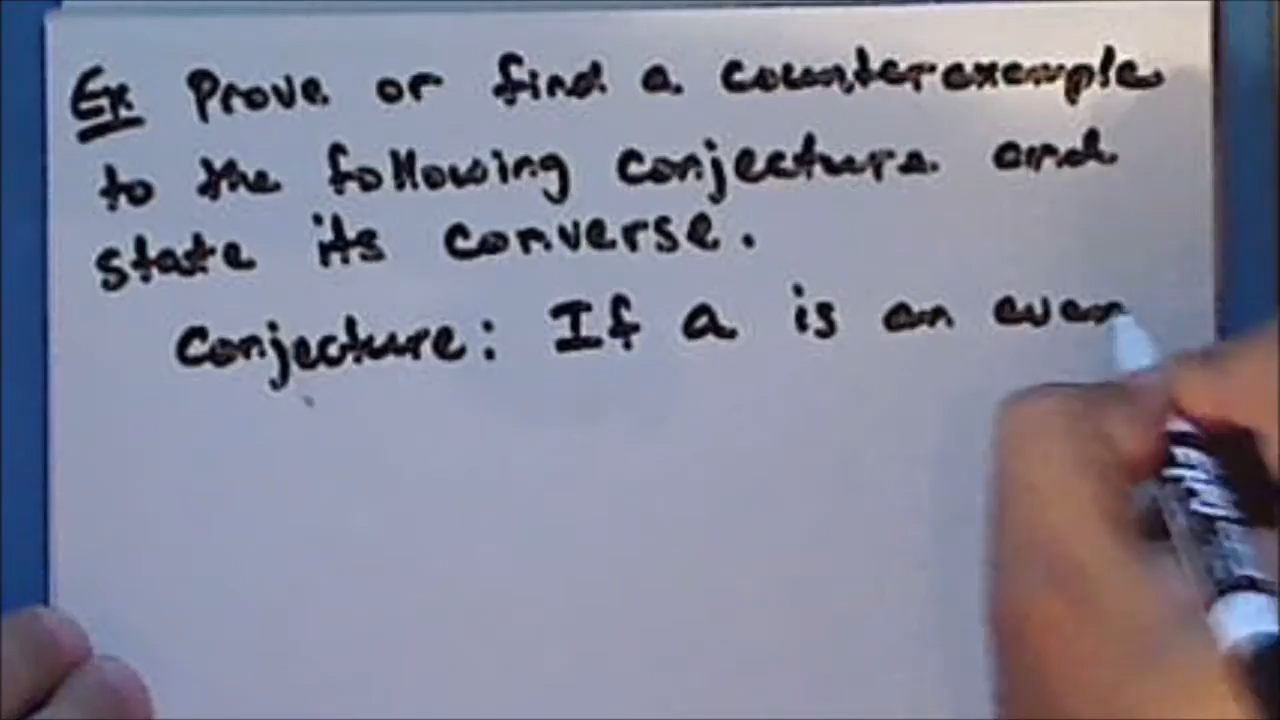 Ex Prove or find a counterexample
to the following conjecture and
state its converse.
Conjecture: If a is an even